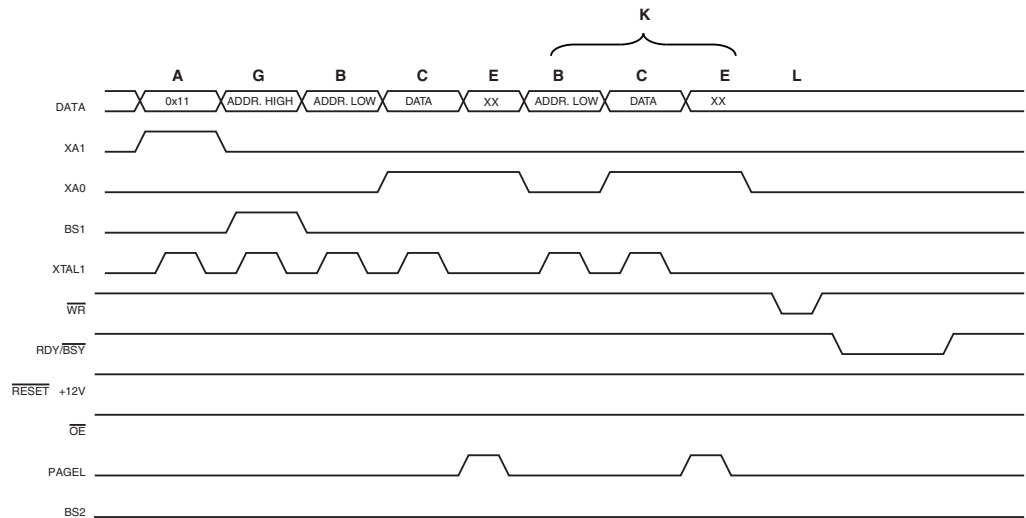 K
A G B C E B C E L
DATA 0x11 ADDR. HIGH ADDR. LOW DATA XX ADDR. LOW DATA XX
XA1
XA0
BS1
XTAL1
WR
RDY/BSY
RESET +12V
OE
PAGEL
BS2